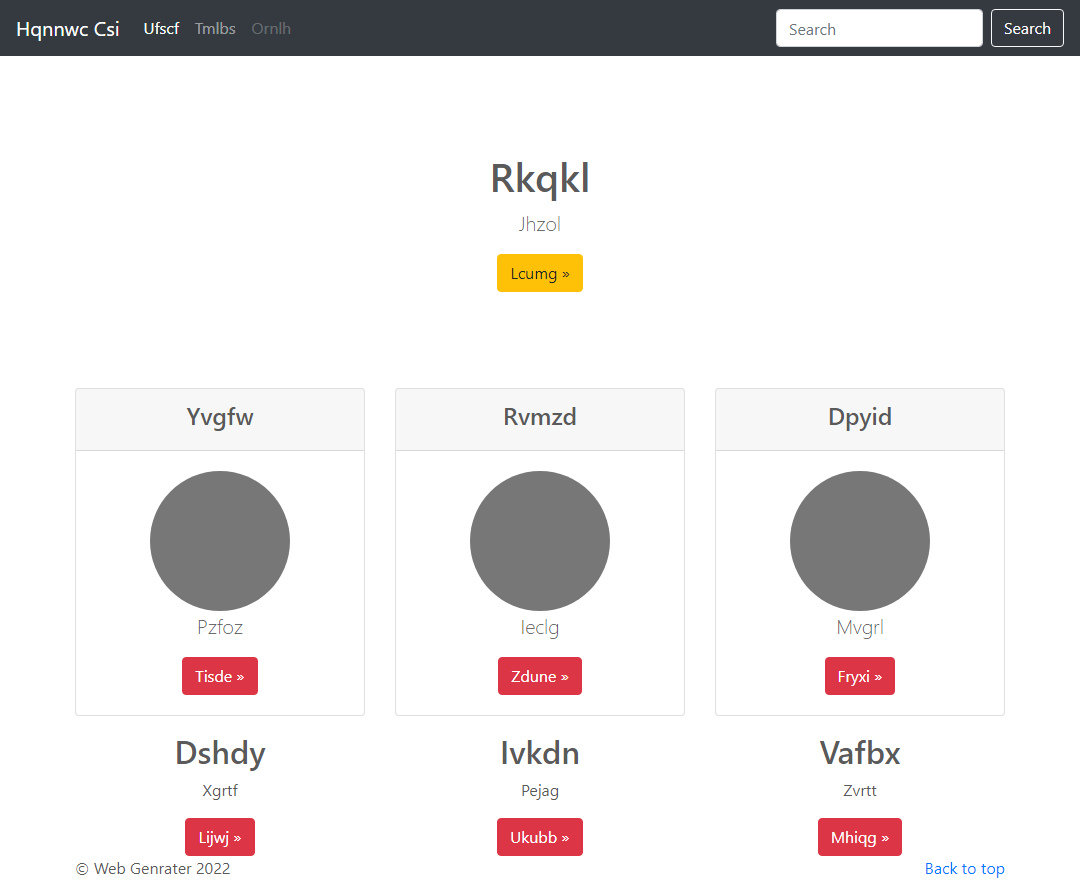 Hqnnwc Csi Ufscf Tmlbs Ornlh Search Search
Rkqkl
Jhzol
Lcumg »
Yvgfw Rvmzd Dpyid
Pzfoz Ieclg Mvgrl
Tisde » Zdune » Fryxi »
Dshdy Ivkdn Vafbx
Xgrtf Pejag Zvrtt
Lijwj » Ukubb » Mhiqg »
© Web Genrater 2022 Back to top